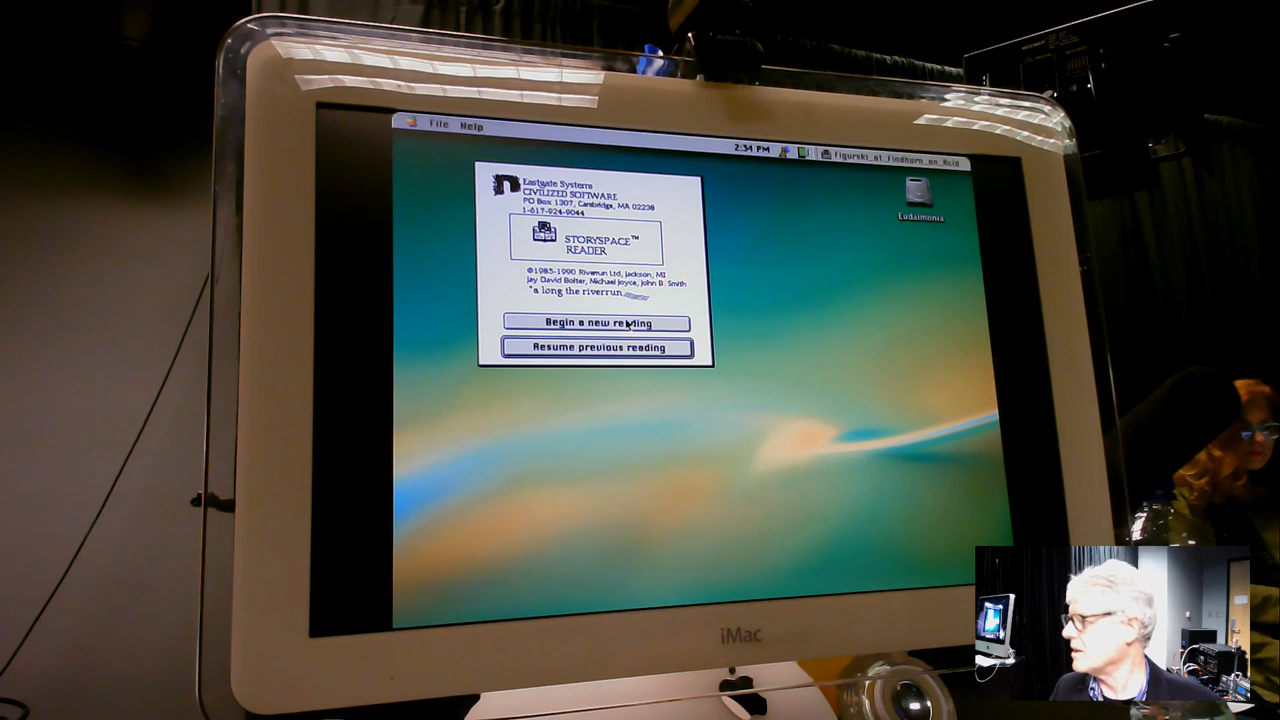 File Help
2:34 PM Figurski_at_Findhorn_on_Acid
Eastgate Systems
CIVILIZED SOFTWARE
PO Box 1307, Cambridge, MA 02238
1-617-924-9044
STORYSPACE™
READER
©1985-1990 Riverrun Ltd, Jackson, MI
Jay David Bolter, Michael Joyce, John B. Smith
"a long the riverrun
Begin a new reading
Resume previous reading
Eudaimonia
iMac